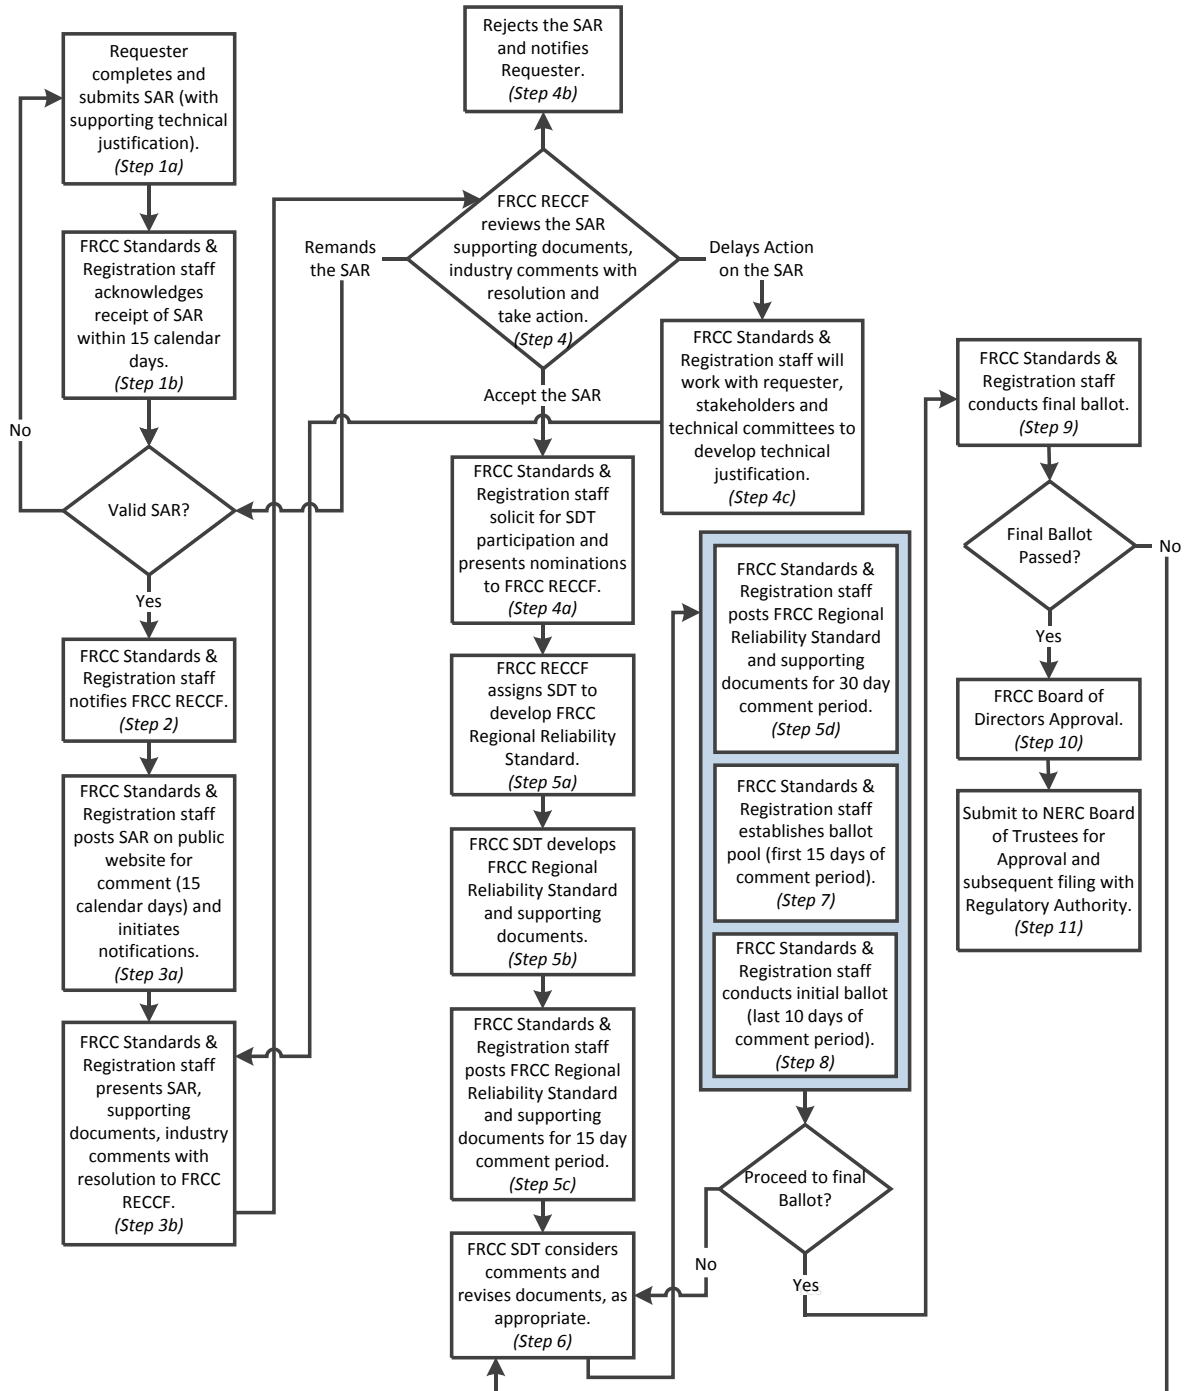 Requester
completes and
submits SAR (with
supporting technical
justification).
(Step 1a)
FRCC Standards &
Registration staff
acknowledges
receipt of SAR
within 15 calendar
days.
(Step 1b)
No
Valid SAR?
Yes
FRCC Standards &
Registration staff
notifies FRCC RECCF.
(Step 2)
FRCC Standards &
Registration staff
posts SAR on public
website for
comment (15
calendar days) and
initiates
notifications.
(Step 3a)
FRCC Standards &
Registration staff
presents SAR,
supporting
documents, industry
comments with
resolution to FRCC
RECCF.
(Step 3b)
Rejects the SAR
and notifies
Requester.
(Step 4b)
FRCC RECCF
reviews the SAR
supporting documents,
industry comments with
resolution and
take action.
(Step 4)
Remands
the SAR
Delays Action
on the SAR
Accept the SAR
FRCC Standards &
Registration staff will
work with requester,
stakeholders and
technical committees to
develop technical
justification.
(Step 4c)
FRCC Standards &
Registration staff
solicit for SDT
participation and
presents nominations
to FRCC RECCF.
(Step 4a)
FRCC RECCF
assigns SDT to
develop FRCC
Regional Reliability
Standard.
(Step 5a)
FRCC SDT develops
FRCC Regional
Reliability Standard
and supporting
documents.
(Step 5b)
FRCC Standards &
Registration staff
posts FRCC Regional
Reliability Standard
and supporting
documents for 15 day
comment period.
(Step 5c)
FRCC SDT considers
comments and
revises documents, as
appropriate.
(Step 6)
FRCC Standards &
Registration staff
posts FRCC Regional
Reliability Standard
and supporting
documents for 30 day
comment period.
(Step 5d)
FRCC Standards &
Registration staff
establishes ballot
pool (first 15 days of
comment period).
(Step 7)
FRCC Standards &
Registration staff
conducts initial ballot
(last 10 days of
comment period).
(Step 8)
Proceed to final
Ballot?
No
Yes
FRCC Standards &
Registration staff
conducts final ballot.
(Step 9)
Final Ballot
Passed?
No
Yes
FRCC Board of
Directors Approval.
(Step 10)
Submit to NERC Board
of Trustees for
Approval and
subsequent filing with
Regulatory Authority.
(Step 11)